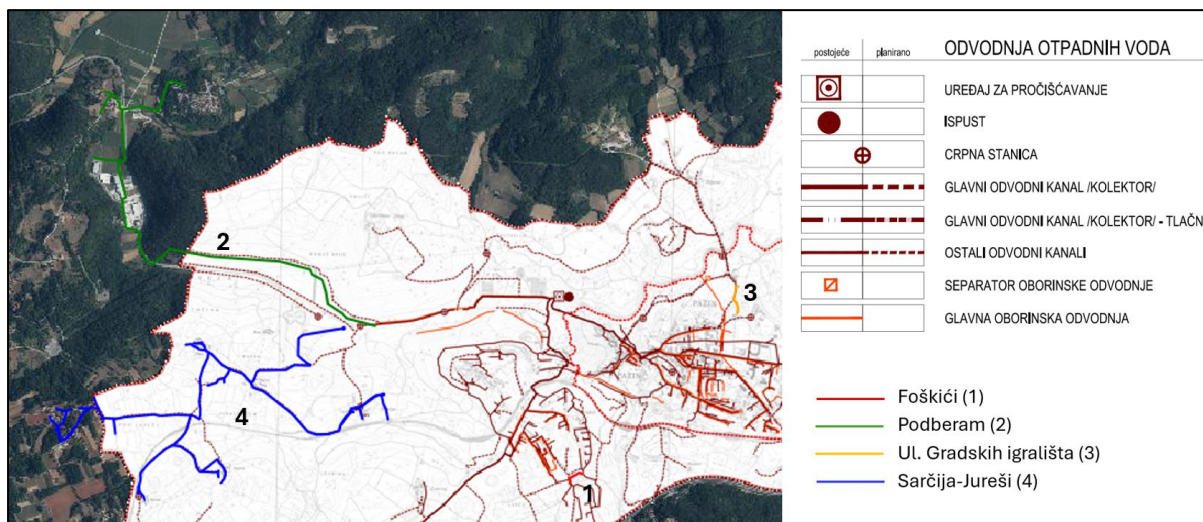 2
3
4
1
PAZIN
postojeće
planirano
ODVODNJA OTPADNIH VODA
UREĐAJ ZA PROČIŠĆAVANJE
ISPUST
CRPNA STANICA
GLAVNI ODVODNI KANAL /KOLEKTOR/
GLAVNI ODVODNI KANAL /KOLEKTOR/ - TLAČN
OSTALI ODVODNI KANALI
SEPARATOR OBORINSKE ODVODNJE
GLAVNA OBORINSKA ODVODNJA
Foškići (1)
Podberam (2)
Ul. Gradskih igrališta (3)
Sarčija-Jureši (4)